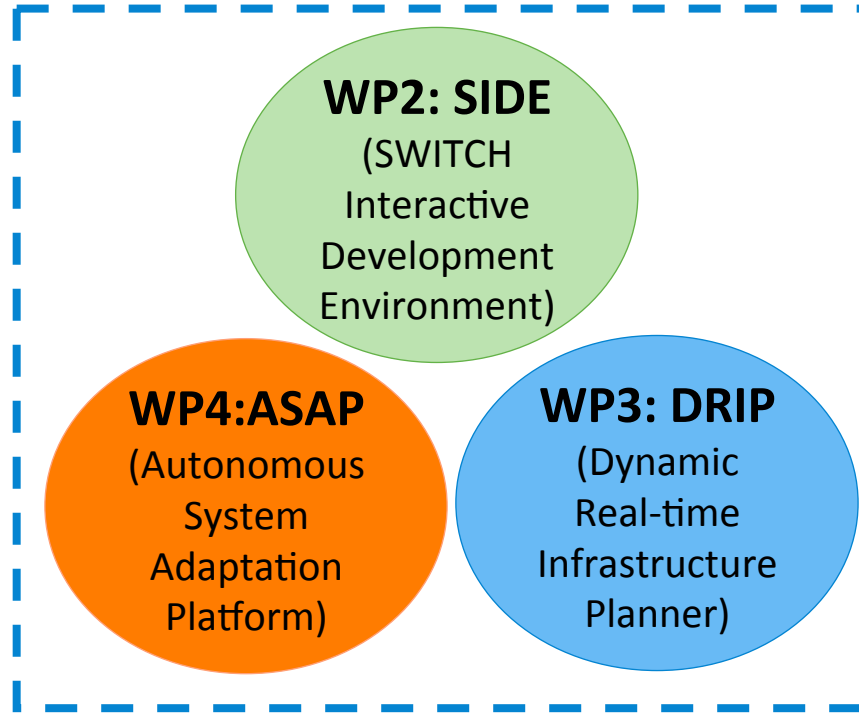 WP2: SIDE
(SWITCH
Interactive
Development
Environment)
WP4:ASAP
(Autonomous
System
Adaptation
Platform)
WP3: DRIP
(Dynamic
Real-time
Infrastructure
Planner)